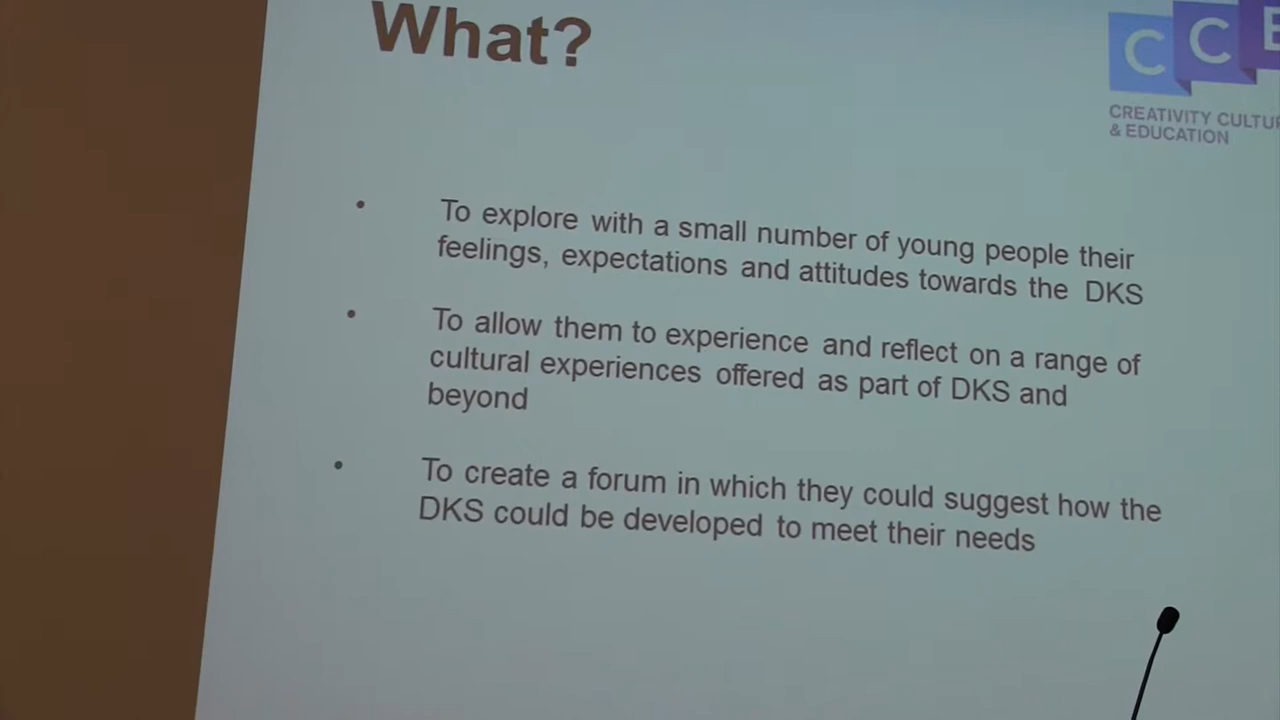 What?
C C E
CREATIVITY CULTU
& EDUCATION
• To explore with a small number of young people their
feelings, expectations and attitudes towards the DKS
• To allow them to experience and reflect on a range of
cultural experiences offered as part of DKS and
beyond
• To create a forum in which they could suggest how the
DKS could be developed to meet their needs